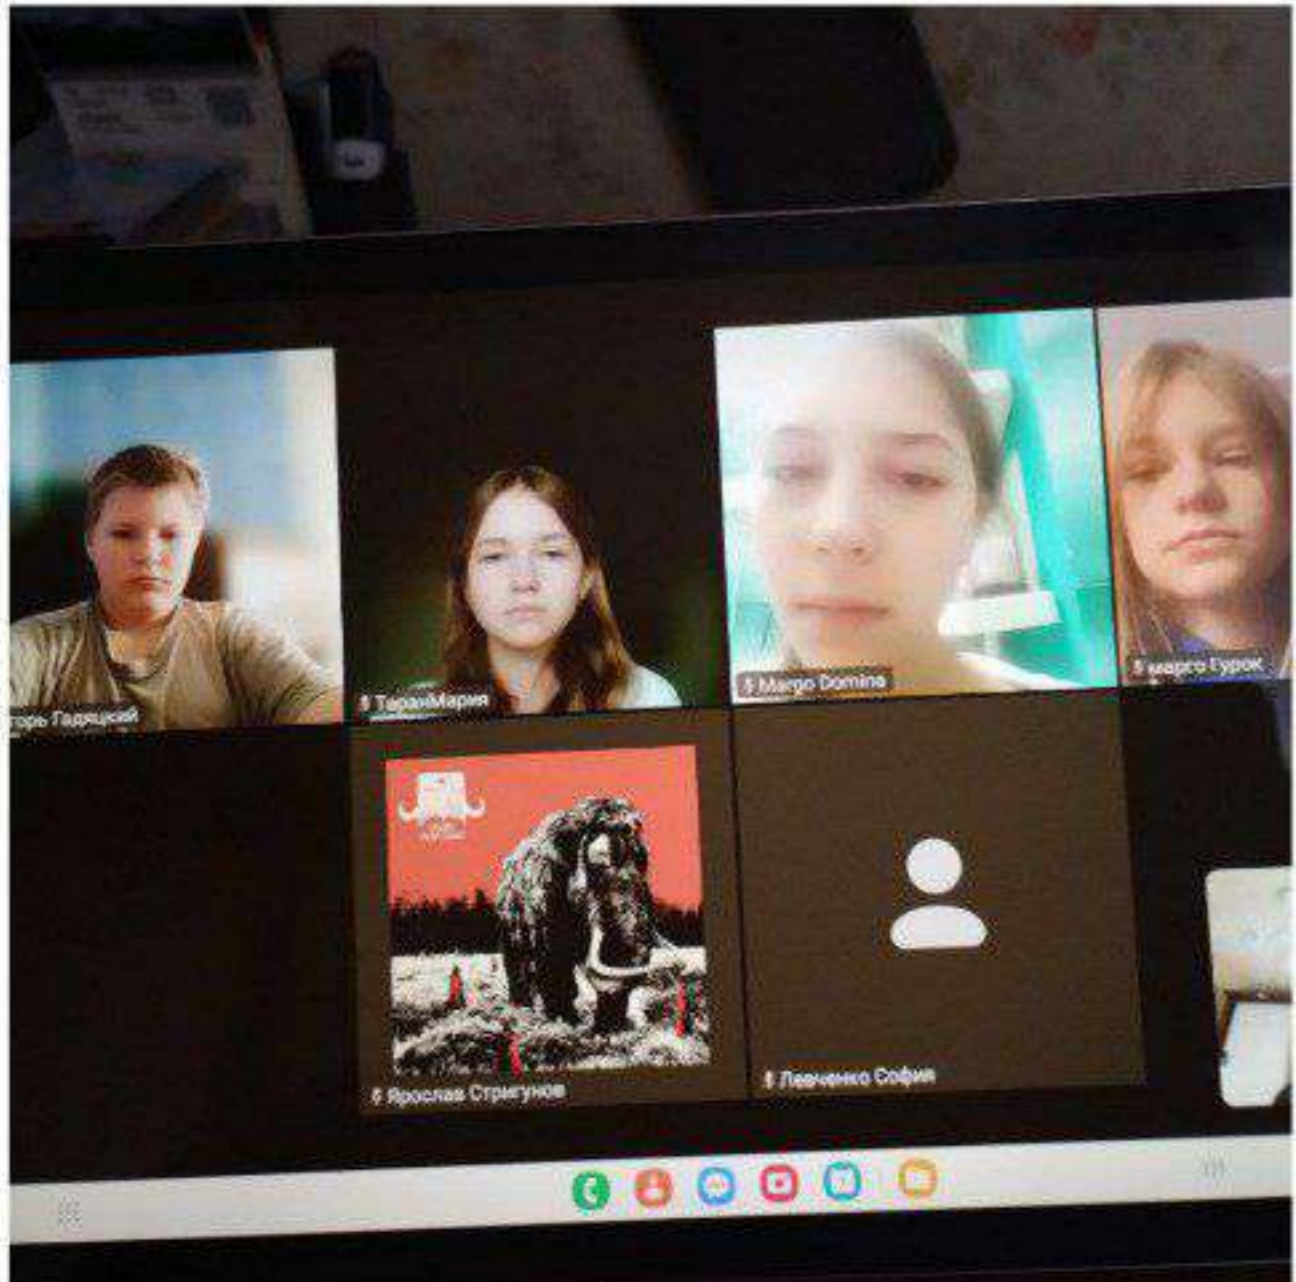 горь Гадяцкий
ТаранМария
Margo Domina
марго Гурок
Ярослав Стригунов
Левченко София